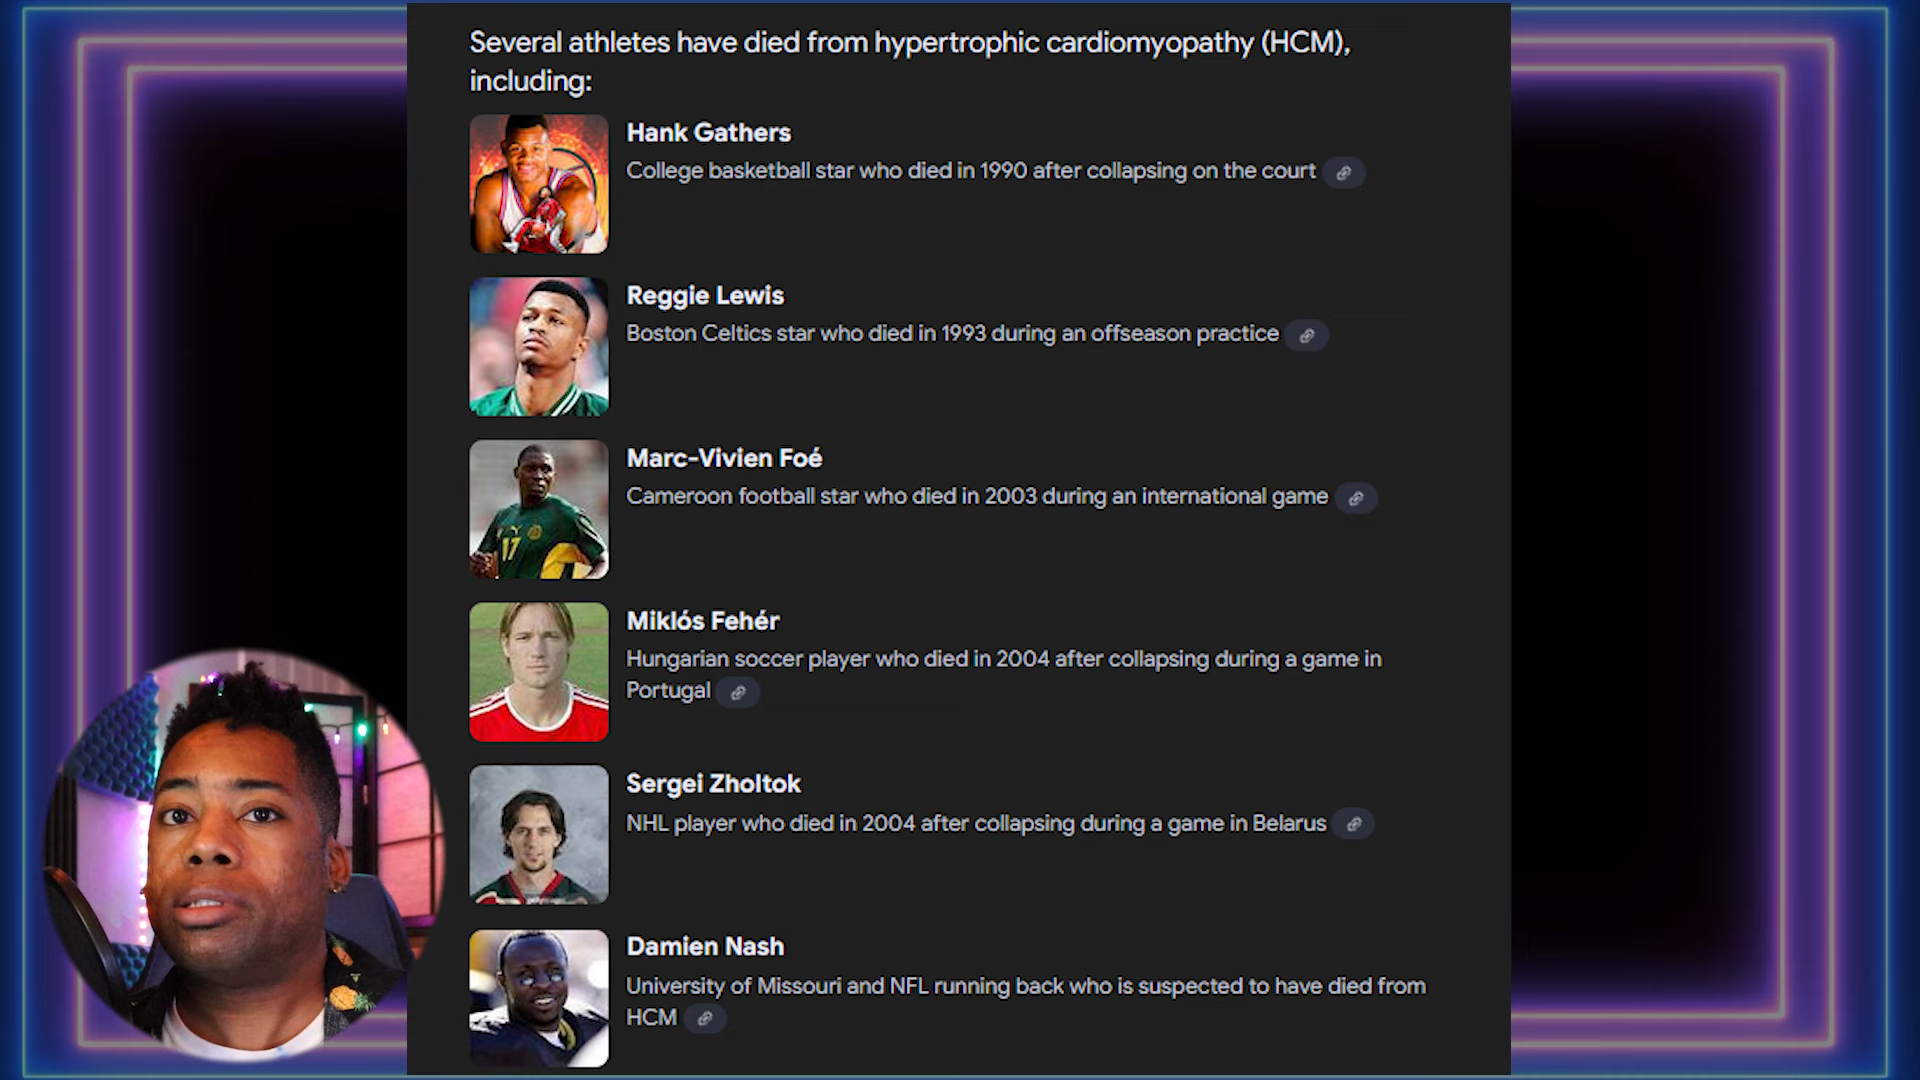 Several athletes have died from hypertrophic cardiomyopathy (HCM),
including:
Hank Gathers
College basketball star who died in 1990 after collapsing on the court
Reggie Lewis
Boston Celtics star who died in 1993 during an offseason practice
Marc-Vivien Foé
Cameroon football star who died in 2003 during an international game
17
Miklós Fehér
Hungarian soccer player who died in 2004 after collapsing during a game in
Portugal
Sergei Zholtok
NHL player who died in 2004 after collapsing during a game in Belarus
Damien Nash
University of Missouri and NFL running back who is suspected to have died from
HCM